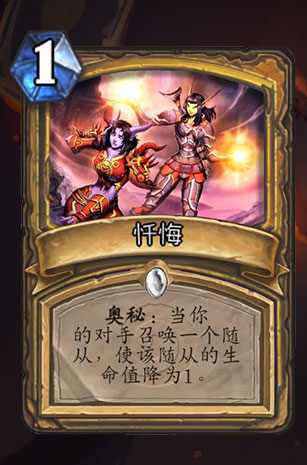 1
忏悔
奥秘：当你
的对手召唤一个随
从，使该随从的生
命值降为1。